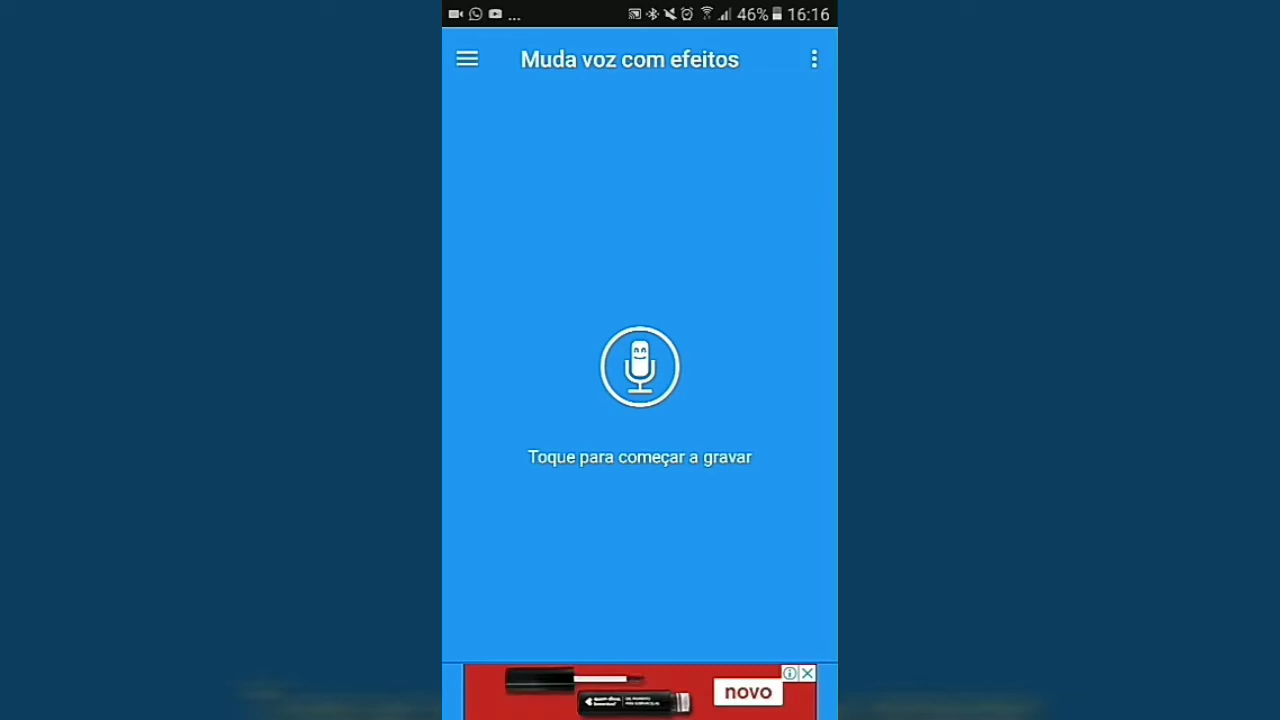 ... 46% 16:16
Muda voz com efeitos
Toque para começar a gravar
novo